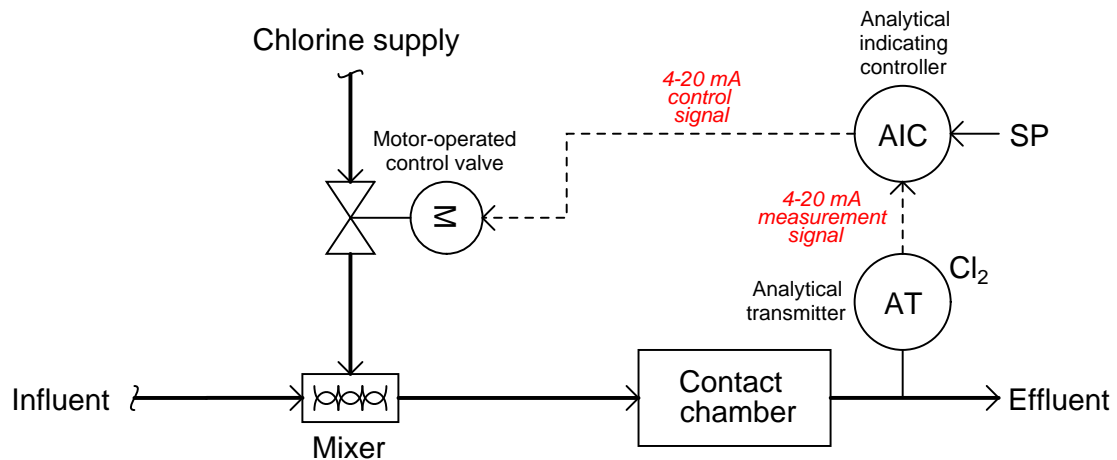 Chlorine supply
Motor-operated
control valve
M
4-20 mA
control
signal
Analytical
indicating
controller
AIC
SP
4-20 mA
measurement
signal
Analytical
transmitter
AT
Cl₂
Influent
Mixer
Contact
chamber
Effluent